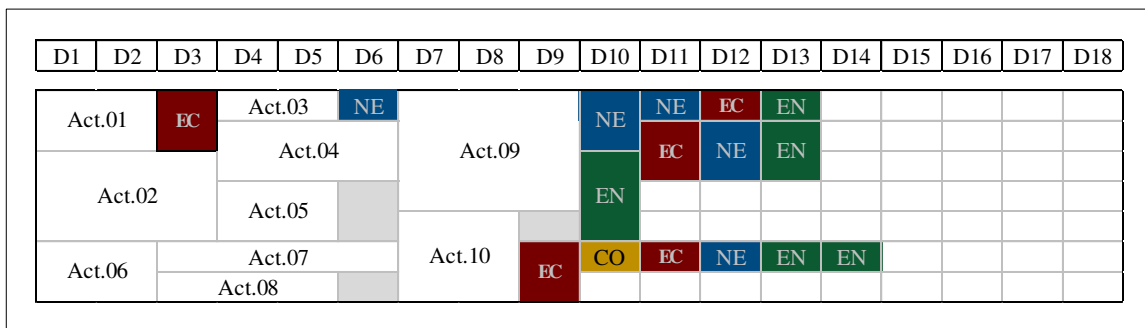 D1 D2 D3 D4 D5 D6 D7 D8 D9 D10 D11 D12 D13 D14 D15 D16 D17 D18
Act.03 NE NE EC EN
Act.01 EC NE
Act.04 Act.09 EC NE EN
Act.02 EN
Act.05
Act.07 Act.10 CO EC NE EN EN
Act.06 EC
Act.08